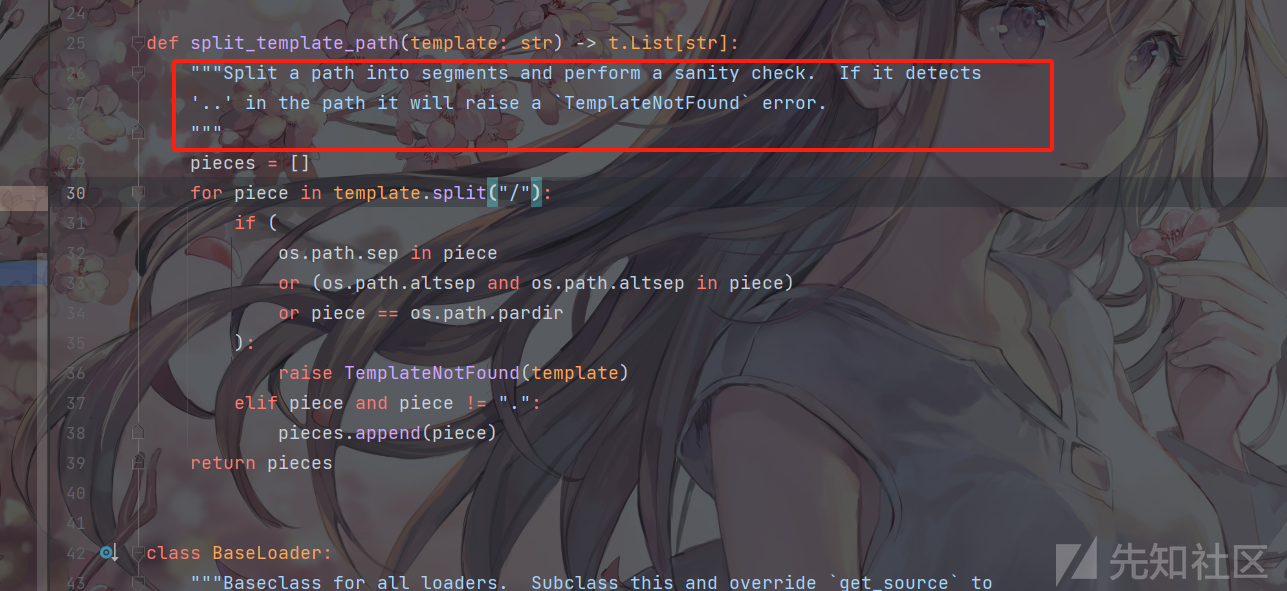 24
25 def split_template_path(template: str) -> t.List[str]:
26 """Split a path into segments and perform a sanity check.  If it detects
27 '..' in the path it will raise a `TemplateNotFound` error.
28 """
29 pieces = []
30 for piece in template.split("/"):
31 if (
32 os.path.sep in piece
33 or (os.path.altsep and os.path.altsep in piece)
34 or piece == os.path.pardir
35 ):
36 raise TemplateNotFound(template)
37 elif piece and piece != ".":
38 pieces.append(piece)
39 return pieces
40
41
42 class BaseLoader:
43 """Baseclass for all loaders.  Subclass this and override `get_source` to
先知社区